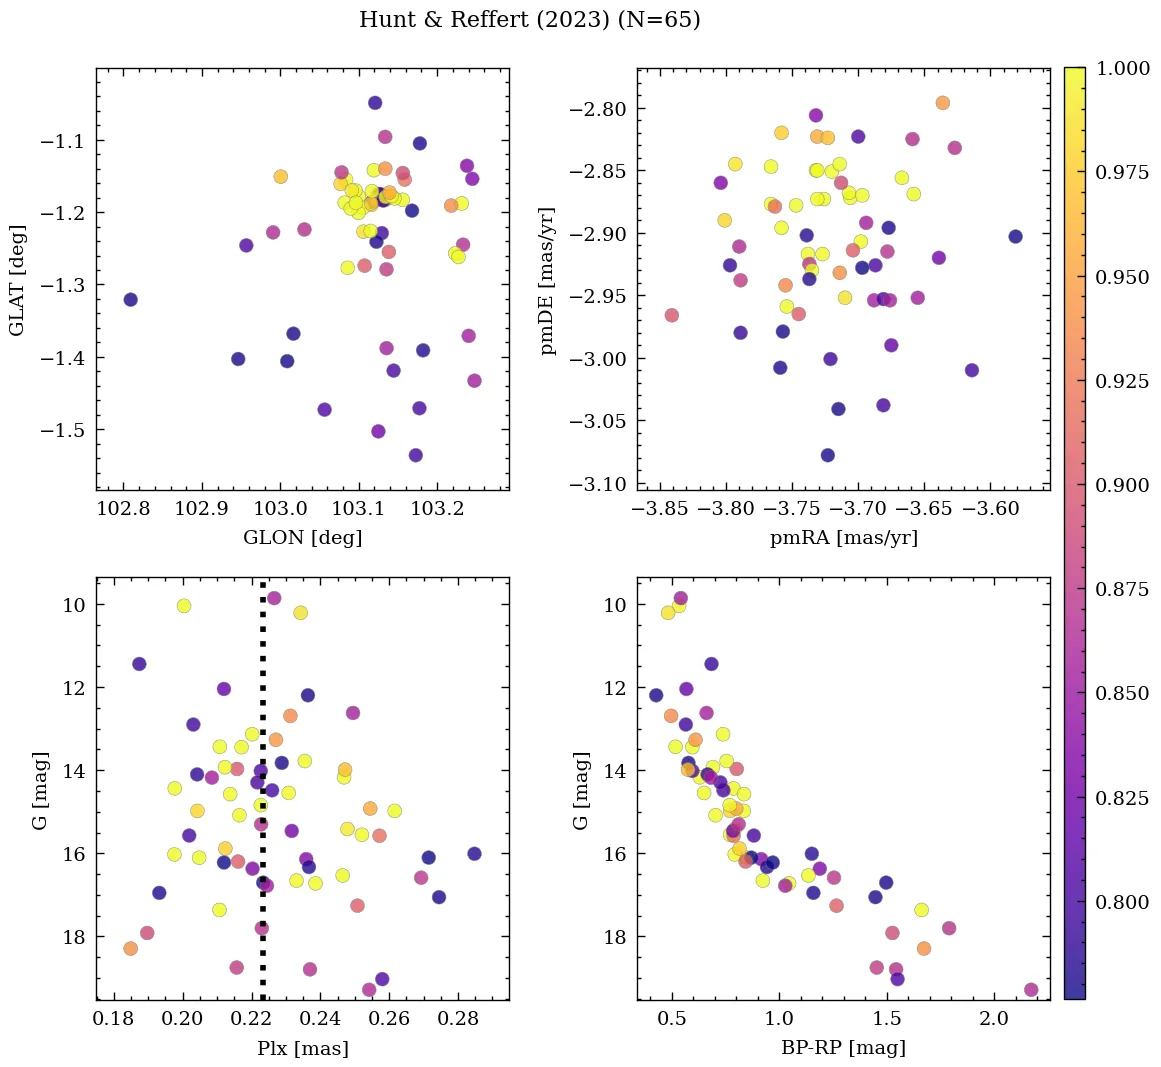 Hunt & Reffert (2023) (N=65)
GLAT [deg]
−1.1
−1.2
−1.3
−1.4
−1.5
102.8 102.9 103.0 103.1 103.2
GLON [deg]
pmDE [mas/yr]
−2.80
−2.85
−2.90
−2.95
−3.00
−3.05
−3.10
−3.85 −3.80 −3.75 −3.70 −3.65 −3.60
pmRA [mas/yr]
1.000
0.975
0.950
0.925
0.900
0.875
0.850
0.825
0.800
G [mag]
10
12
14
16
18
0.18 0.20 0.22 0.24 0.26 0.28
Plx [mas]
G [mag]
10
12
14
16
18
0.5 1.0 1.5 2.0
BP-RP [mag]